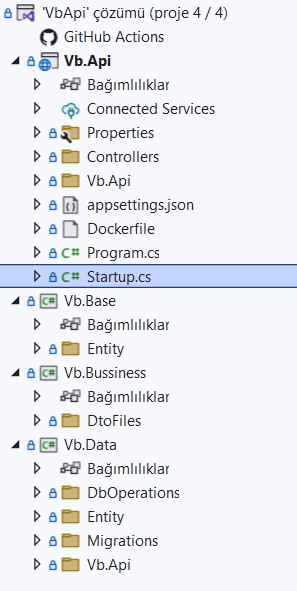 'VbApi' çözümü (proje 4 / 4)
GitHub Actions
Vb.Api
Bağımlılıklar
Connected Services
Properties
Controllers
Vb.Api
appsettings.json
Dockerfile
C# Program.cs
C# Startup.cs
C# Vb.Base
Bağımlılıklar
Entity
C# Vb.Bussiness
Bağımlılıklar
DtoFiles
C# Vb.Data
Bağımlılıklar
DbOperations
Entity
Migrations
Vb.Api